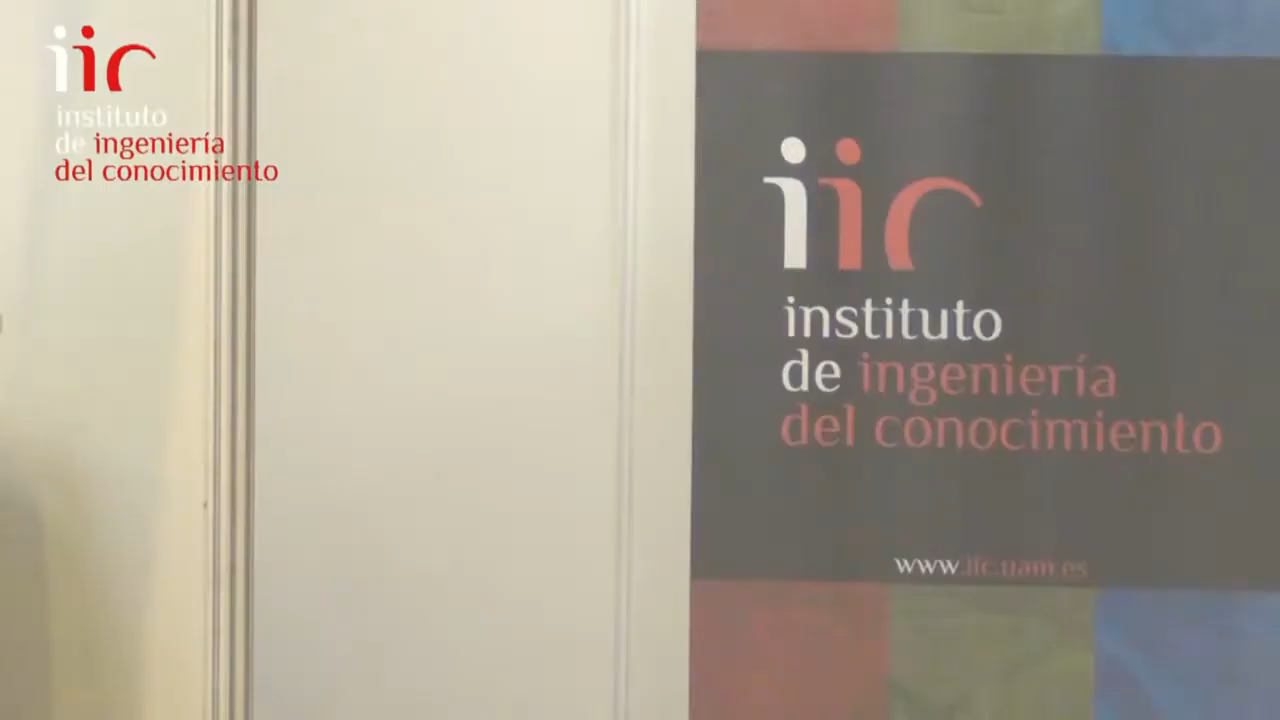 iic
instituto
de ingeniería
del conocimiento
iic
instituto
de ingeniería
del conocimiento
www.iic.uam.es